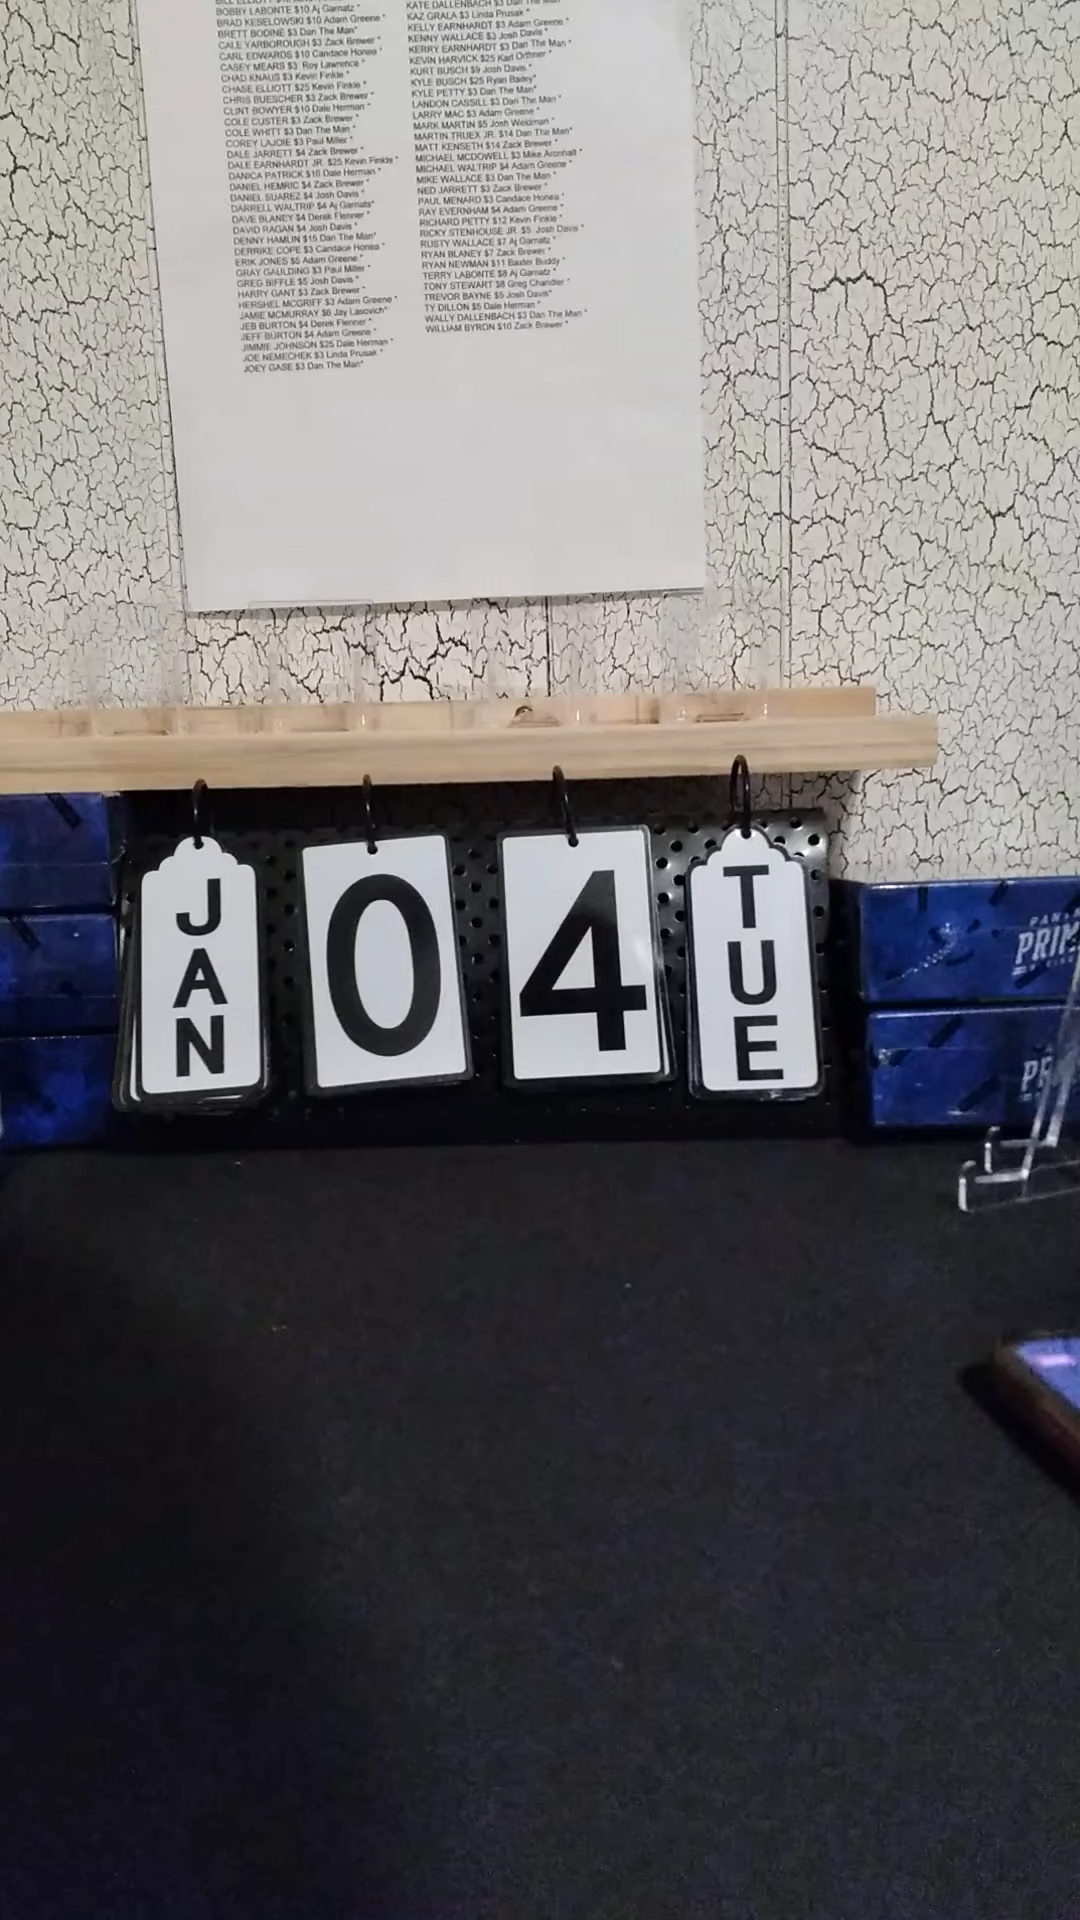 BOBBY LABONTE $10 Aj Garnatz *
BRAD KESELOWSKI $10 Adam Greene *
BRETT BODINE $3 Dan The Man*
CALE YARBOROUGH $3 Zack Brewer *
CARL EDWARDS $10 Candace Honea *
CASEY MEARS $3 Roy Lawrence *
CHAD KNAUS $3 Kevin Finkle *
CHASE ELLIOTT $25 Kevin Finkle *
CHRIS BUESCHER $3 Zack Brewer *
CLINT BOWYER $10 Dale Herman *
COLE CUSTER $3 Zack Brewer *
COLE WHITT $3 Dan The Man *
COREY LAJOIE $3 Paul Miller *
DALE JARRETT $4 Zack Brewer *
DALE EARNHARDT JR. $25 Kevin Finkle *
DANICA PATRICK $10 Dale Herman *
DANIEL HEMRIC $4 Zack Brewer *
DANIEL SUAREZ $4 Josh Davis *
DARRELL WALTRIP $4 Aj Garnatz*
DAVE BLANEY $4 Derek Flenner *
DAVID RAGAN $4 Josh Davis *
DENNY HAMLIN $15 Dan The Man*
DERRIKE COPE $3 Candace Honea *
ERIK JONES $5 Adam Greene *
GRAY GAULDING $3 Paul Miller *
GREG BIFFLE $5 Josh Davis *
HARRY GANT $3 Zack Brewer *
HERSHEL MCGRIFF $3 Adam Greene *
JAMIE MCMURRAY $6 Jay Lasovich*
JEB BURTON $4 Derek Flenner *
JEFF BURTON $4 Adam Greene *
JIMMIE JOHNSON $25 Dale Herman *
JOE NEMECHEK $3 Linda Prusak *
JOEY GASE $3 Dan The Man*
KATE DALLENBACH $3 Dan The Man
KAZ GRALA $3 Linda Prusak *
KELLY EARNHARDT $3 Adam Greene *
KENNY WALLACE $3 Josh Davis *
KERRY EARNHARDT $3 Dan The Man *
KEVIN HARVICK $25 Karl Orthner *
KURT BUSCH $9 Josh Davis *
KYLE BUSCH $25 Ryan Bailey*
KYLE PETTY $3 Dan The Man*
LANDON CASSILL $3 Dan The Man *
LARRY MAC $3 Adam Greene *
MARK MARTIN $5 Josh Weidman *
MARTIN TRUEX JR. $14 Dan The Man*
MATT KENSETH $14 Zack Brewer *
MICHAEL MCDOWELL $3 Mike Aronhalt *
MICHAEL WALTRIP $4 Adam Greene *
MIKE WALLACE $3 Dan The Man *
NED JARRETT $3 Zack Brewer *
PAUL MENARD $3 Candace Honea *
RAY EVERNHAM $4 Adam Greene *
RICHARD PETTY $12 Kevin Finkle *
RICKY STENHOUSE JR. $5 Josh Davis *
RUSTY WALLACE $7 Aj Garnatz *
RYAN BLANEY $7 Zack Brewer *
RYAN NEWMAN $11 Baxter Buddy *
TERRY LABONTE $8 Aj Garnatz *
TONY STEWART $8 Greg Chandler *
TREVOR BAYNE $5 Josh Davis*
TY DILLON $5 Dale Herman *
WALLY DALLENBACH $3 Dan The Man *
WILLIAM BYRON $10 Zack Brewer *
JAN
0
4
TUE